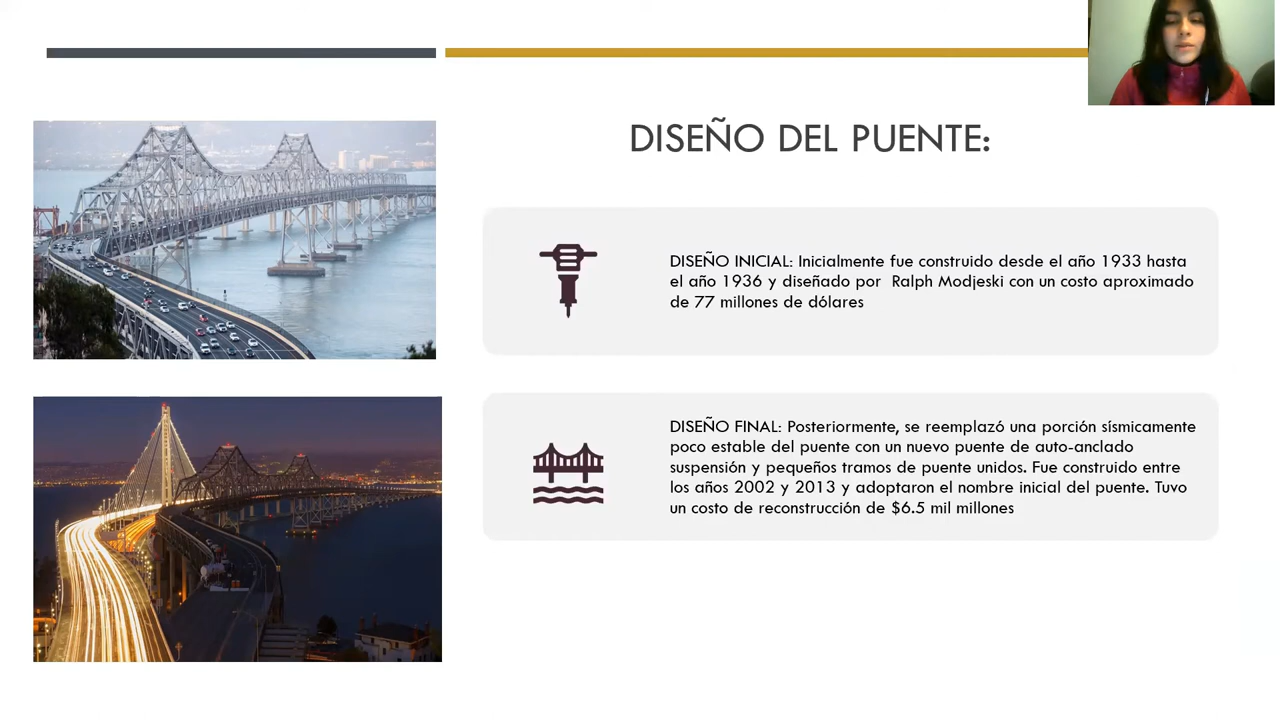 DISEÑO DEL PUENTE:
DISEÑO INICIAL: Inicialmente fue construido desde el año 1933 hasta
el año 1936 y diseñado por  Ralph Modjeski con un costo aproximado
de 77 millones de dólares
DISEÑO FINAL: Posteriormente, se reemplazó una porción sísmicamente
poco estable del puente con un nuevo puente de auto-anclado
suspensión y pequeños tramos de puente unidos. Fue construido entre
los años 2002 y 2013 y adoptaron el nombre inicial del puente. Tuvo
un costo de reconstrucción de $6.5 mil millones